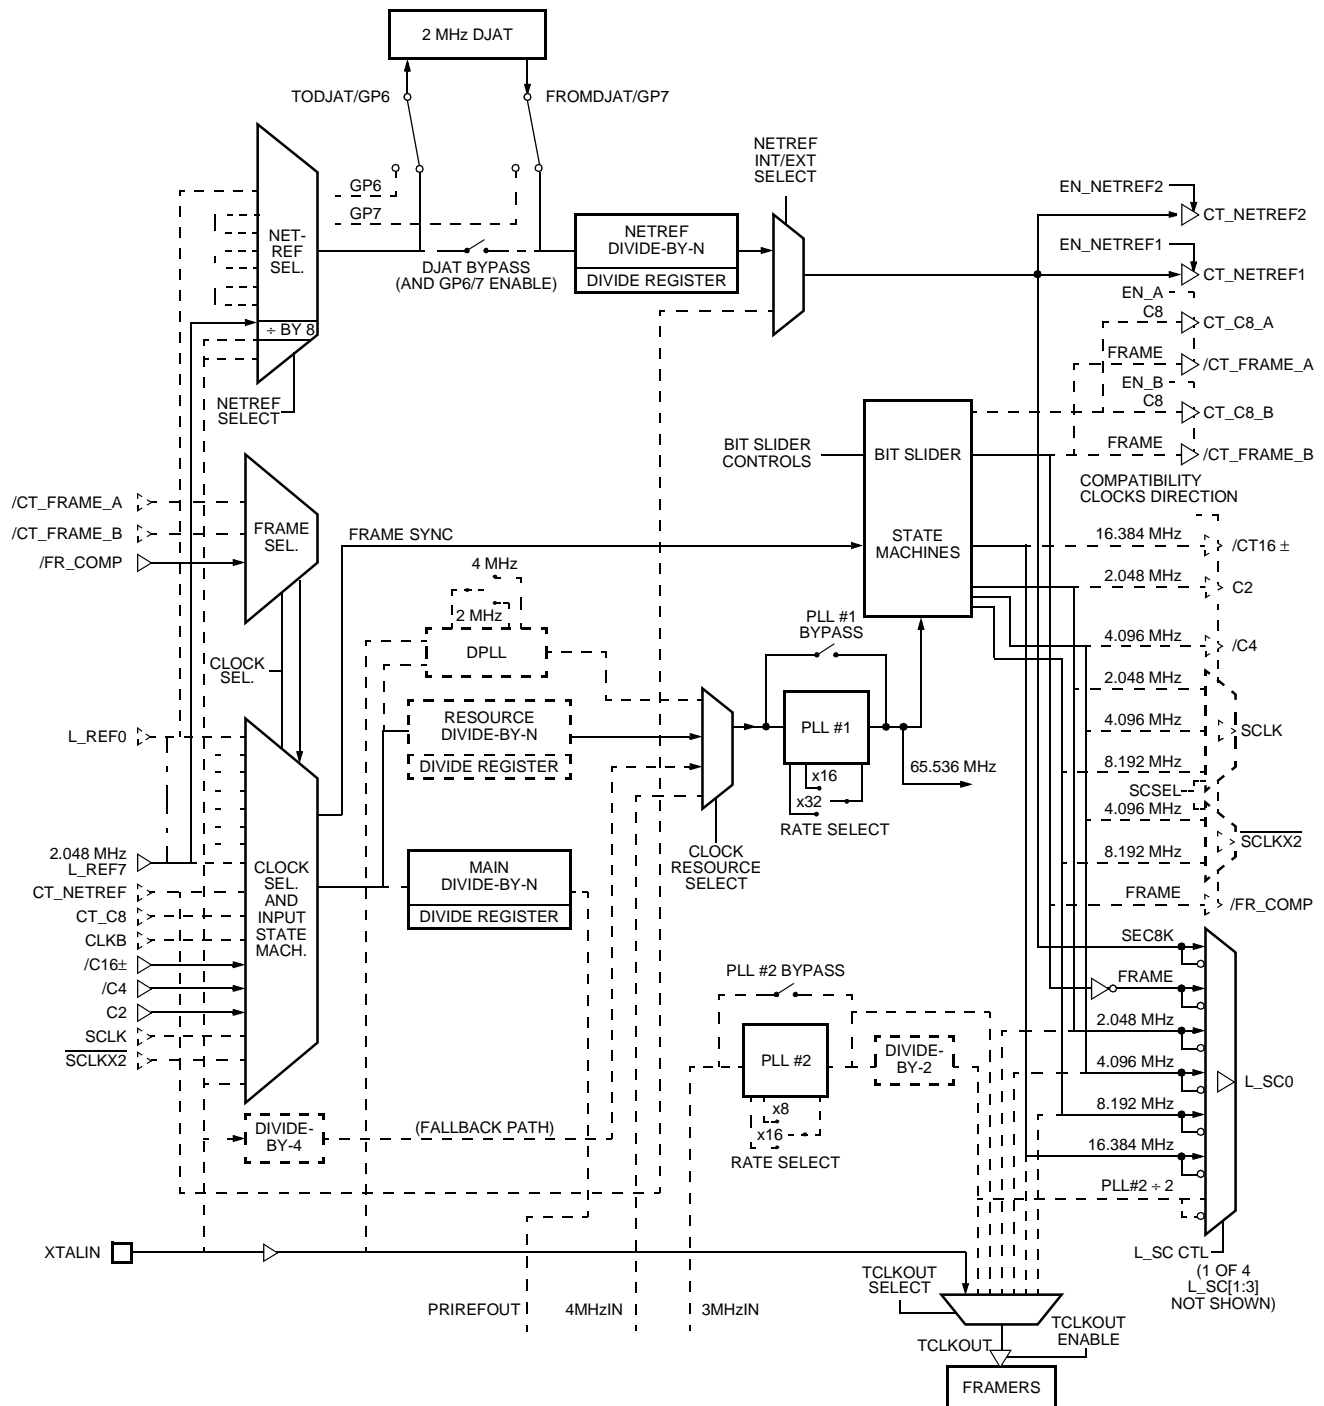 2 MHz DJAT
TODJAT/GP6
FROMDJAT/GP7
GP6
GP7
NET-
REF
SEL.
÷ BY 8
NETREF
SELECT
DJAT BYPASS
(AND GP6/7 ENABLE)
NETREF
DIVIDE-BY-N
DIVIDE REGISTER
NETREF
INT/EXT
SELECT
EN_NETREF2
CT_NETREF2
EN_NETREF1
CT_NETREF1
EN_A
C8
CT_C8_A
FRAME
/CT_FRAME_A
EN_B
C8
CT_C8_B
FRAME
/CT_FRAME_B
BIT SLIDER
CONTROLS
BIT SLIDER
STATE
MACHINES
COMPATIBILITY
CLOCKS DIRECTION
/CT_FRAME_A
/CT_FRAME_B
/FR_COMP
FRAME
SEL.
FRAME SYNC
16.384 MHz
/CT16 ±
2.048 MHz
C2
4.096 MHz
/C4
2.048 MHz
4.096 MHz
SCLK
8.192 MHz
SCSEL
4.096 MHz
SCLKX2
8.192 MHz
FRAME
/FR_COMP
4 MHz
2 MHz
DPLL
CLOCK
SEL.
RESOURCE
DIVIDE-BY-N
DIVIDE REGISTER
PLL #1
BYPASS
PLL #1
x16
x32
RATE SELECT
65.536 MHz
CLOCK
RESOURCE
SELECT
L_REF0
2.048 MHz
L_REF7
CT_NETREF
CT_C8
CLKB
/C16±
/C4
C2
SCLK
SCLKX2
CLOCK
SEL.
AND
INPUT
STATE
MACH.
MAIN
DIVIDE-BY-N
DIVIDE REGISTER
DIVIDE-
BY-4
(FALLBACK PATH)
PLL #2 BYPASS
PLL #2
DIVIDE-
BY-2
x8
x16
RATE SELECT
SEC8K
FRAME
2.048 MHz
4.096 MHz
8.192 MHz
16.384 MHz
PLL#2 ÷ 2
L_SC0
L_SC CTL
(1 OF 4
L_SC[1:3]
NOT SHOWN)
XTALIN
PRIREFOUT
4MHzIN
3MHzIN
TCLKOUT
SELECT
TCLKOUT
TCLKOUT
ENABLE
FRAMERS